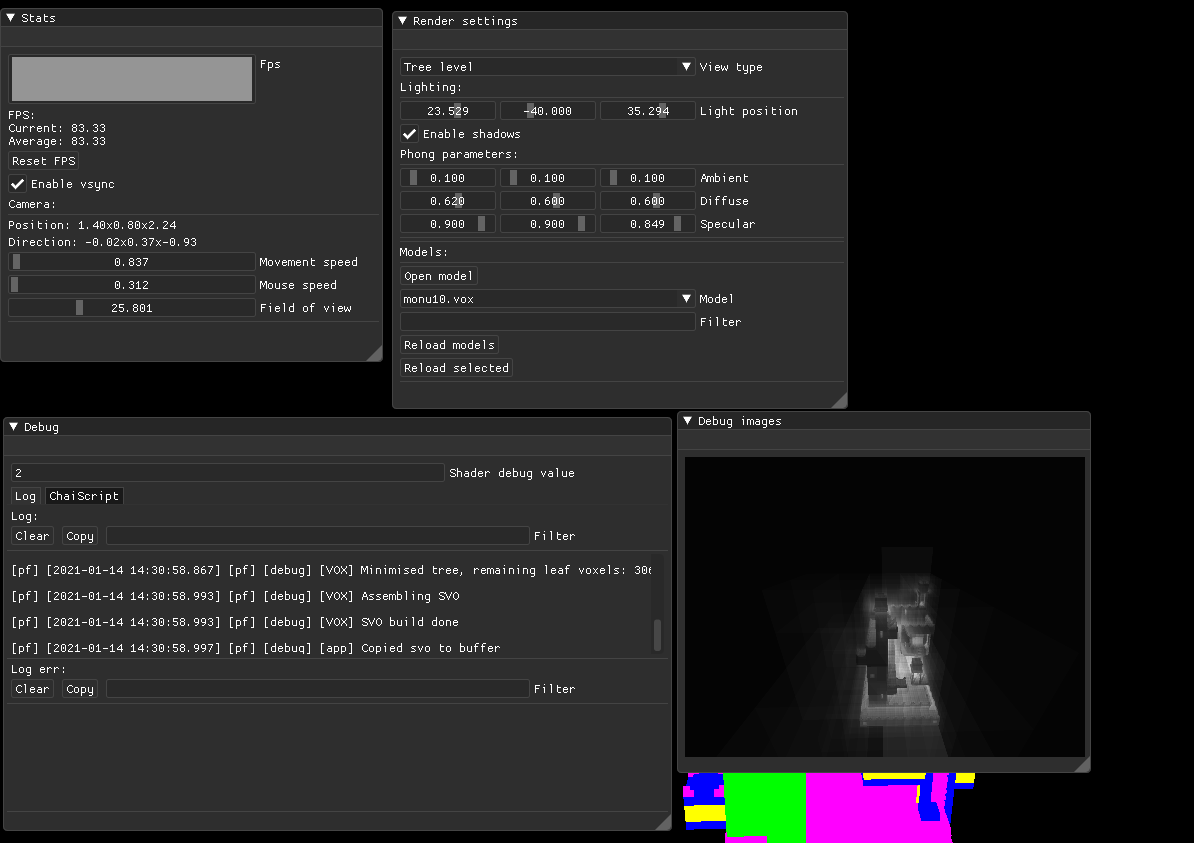 Stats
Fps
FPS:
Current: 83.33
Average: 83.33
Reset FPS
Enable vsync
Camera:
Position: 1.40x0.80x2.24
Direction: -0.02x0.37x-0.93
0.837 Movement speed
0.312 Mouse speed
25.801 Field of view
Render settings
Tree level View type
Lighting:
23.529 -40.000 35.294 Light position
Enable shadows
Phong parameters:
0.100 0.100 0.100 Ambient
0.620 0.600 0.600 Diffuse
0.900 0.900 0.849 Specular
Models:
Open model
monu10.vox Model
Filter
Reload models
Reload selected
Debug
2 Shader debug value
Log ChaiScript
Log:
Clear Copy Filter
[pf] [2021-01-14 14:30:58.867] [pf] [debug] [VOX] Minimised tree, remaining leaf voxels: 306
[pf] [2021-01-14 14:30:58.993] [pf] [debug] [VOX] Assembling SVO
[pf] [2021-01-14 14:30:58.993] [pf] [debug] [VOX] SVO build done
[pf] [2021-01-14 14:30:58.997] [pf] [debug] [app] Copied svo to buffer
Log err:
Clear Copy Filter
Debug images